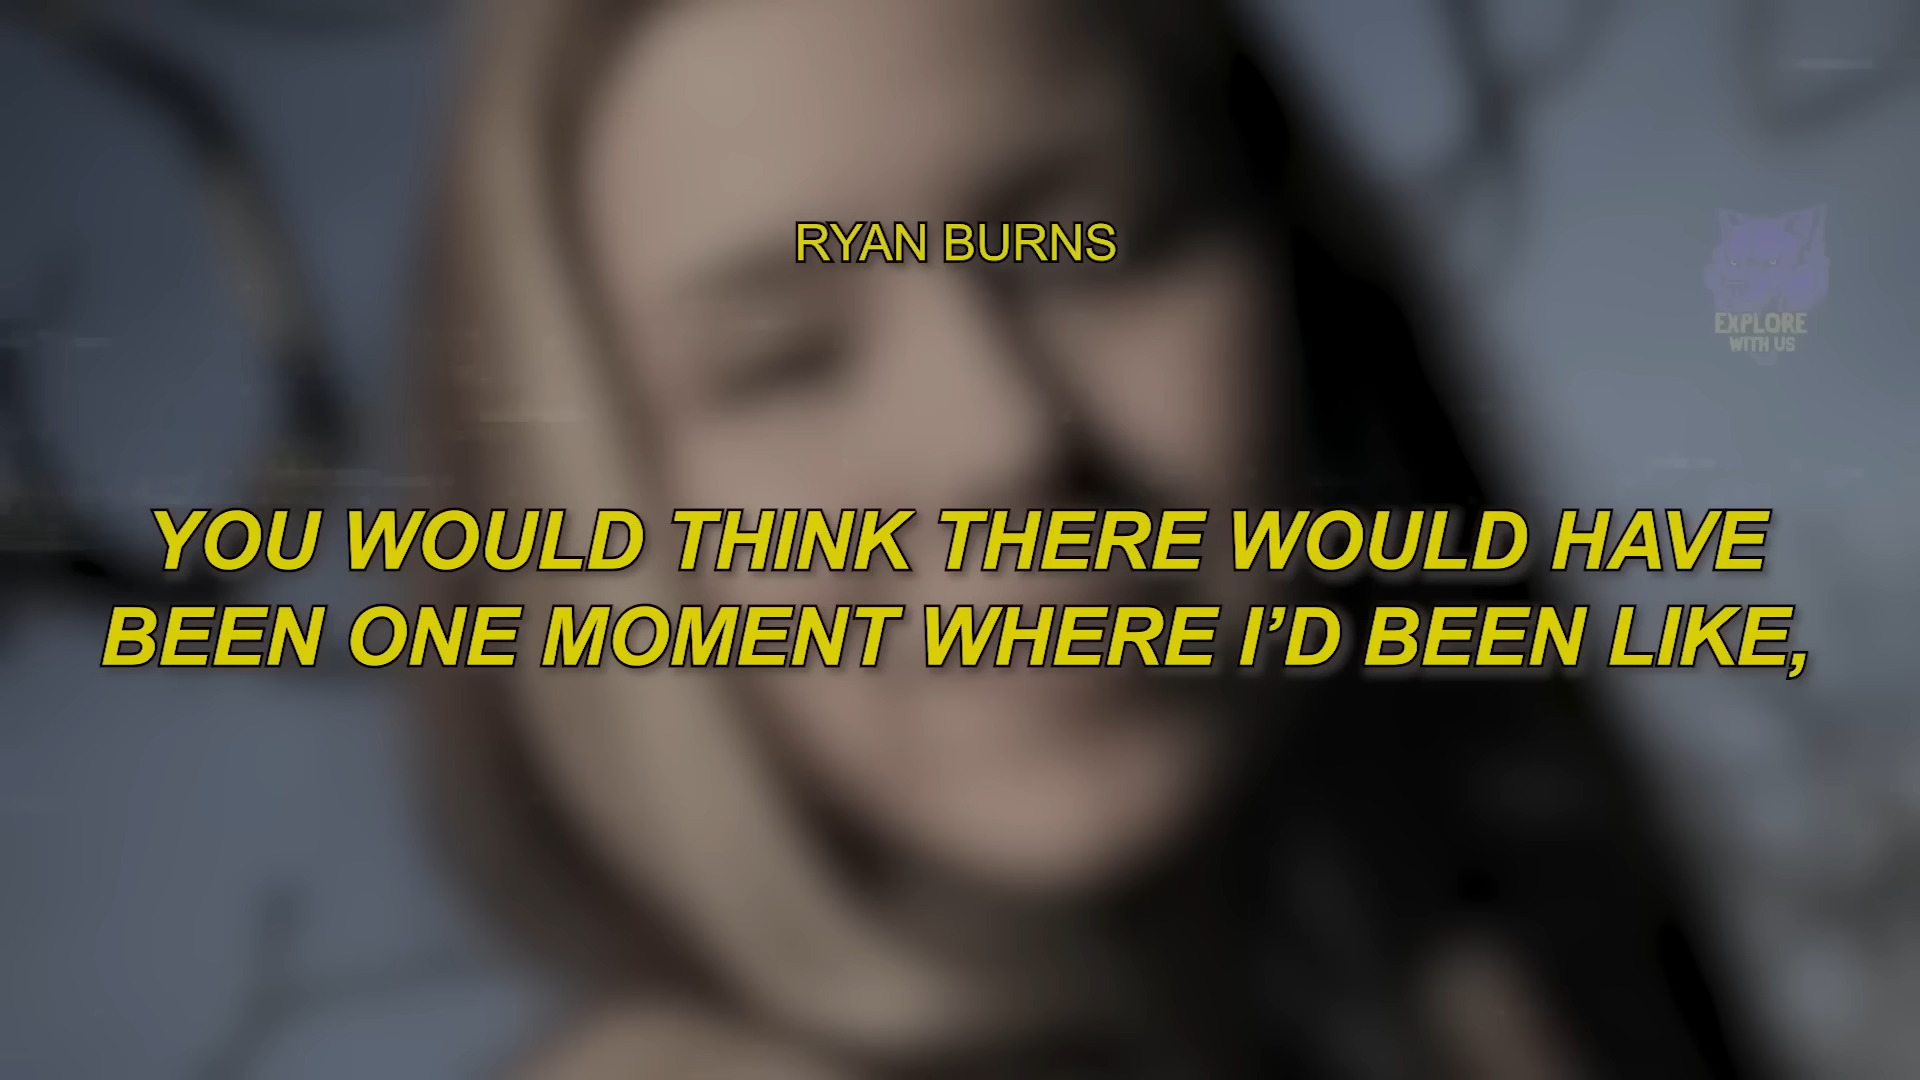 RYAN BURNS
EXPLORE
WITH US
YOU WOULD THINK THERE WOULD HAVE
BEEN ONE MOMENT WHERE I’D BEEN LIKE,